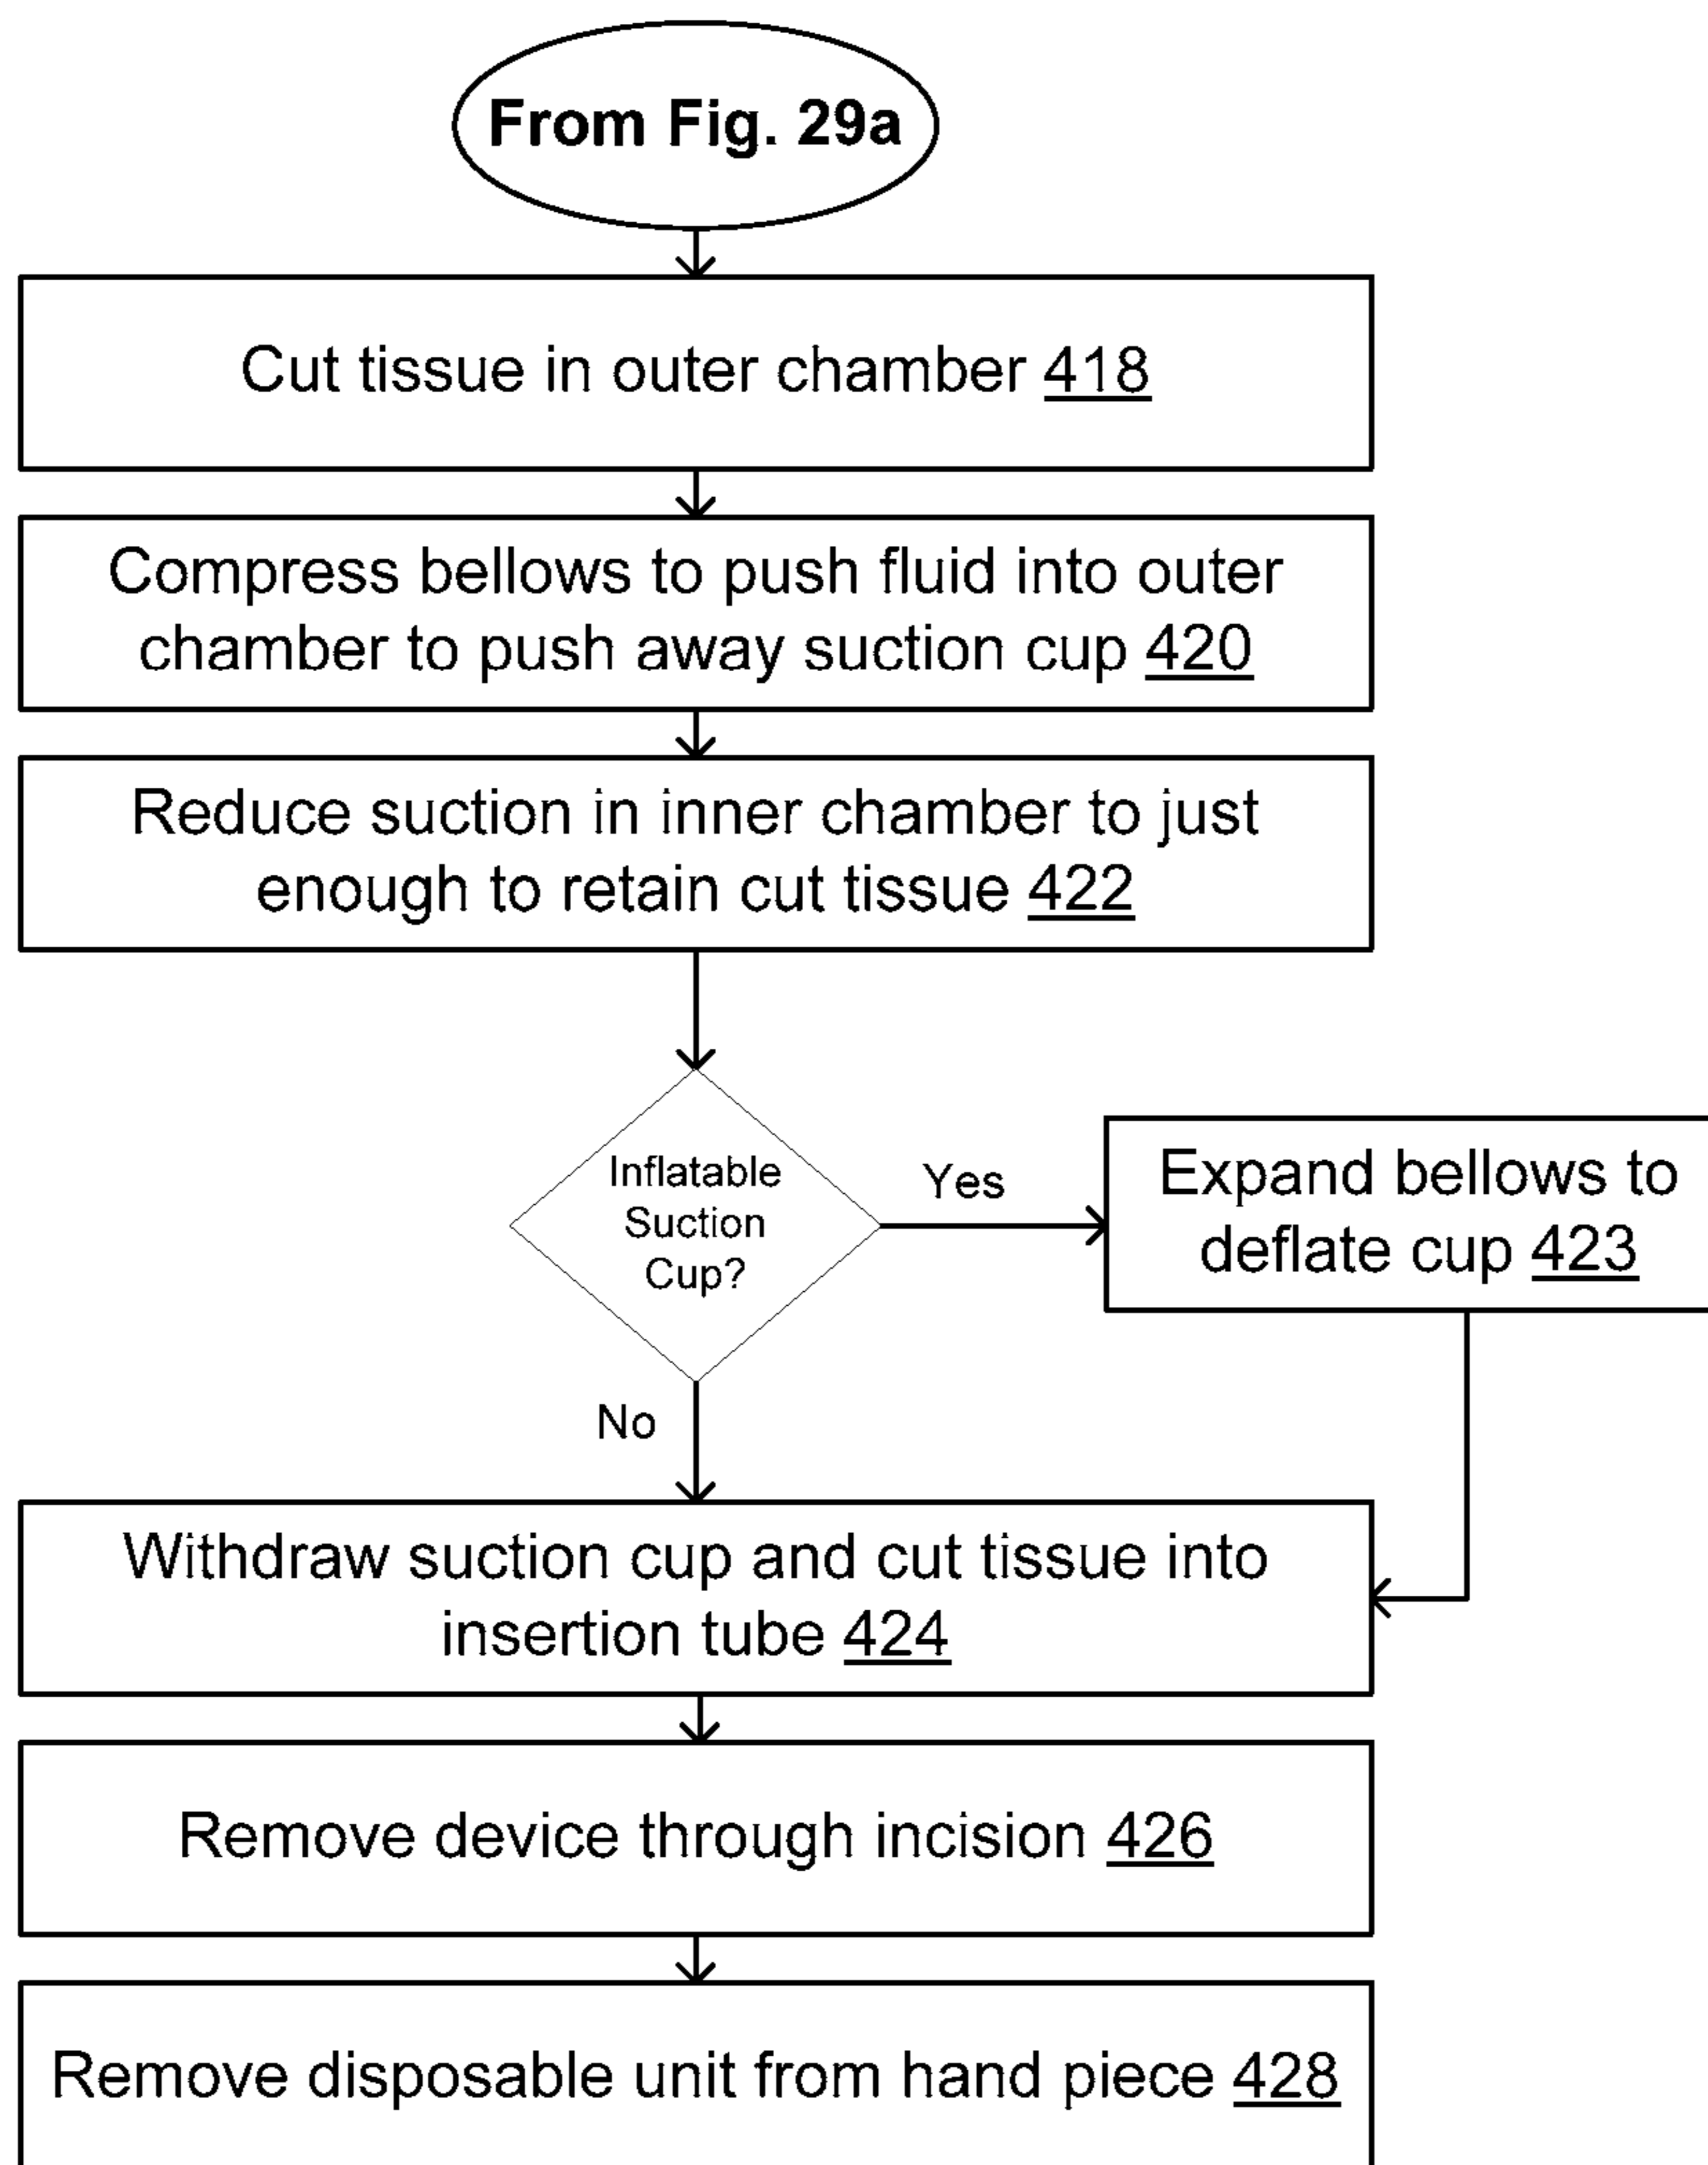 From Fig. 29a
Cut tissue in outer chamber 418
Compress bellows to push fluid into outer
chamber to push away suction cup 420
Reduce suction in inner chamber to just
enough to retain cut tissue 422
Inflatable
Suction
Cup?
Yes
Expand bellows to
deflate cup 423
No
Withdraw suction cup and cut tissue into
insertion tube 424
Remove device through incision 426
Remove disposable unit from hand piece 428